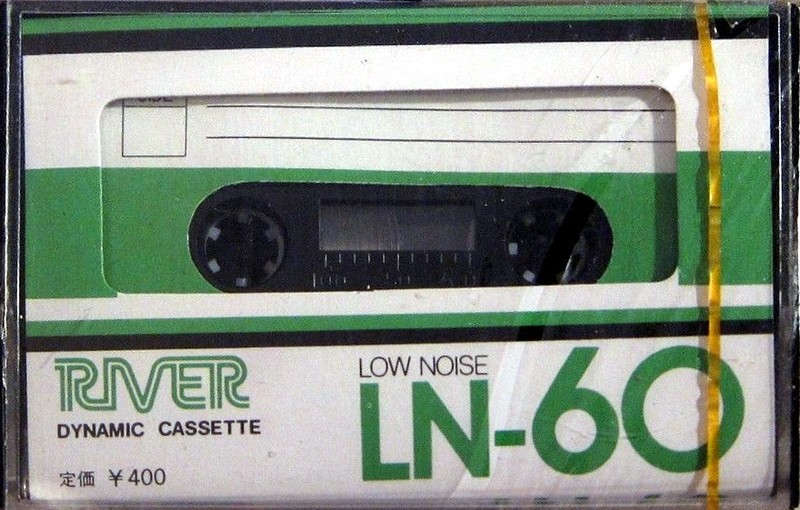 RIVER
DYNAMIC CASSETTE
定価 ¥400
LOW NOISE
LN-60